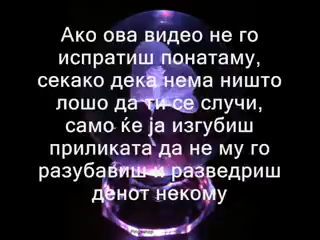 Ако ова видео не го
испратиш понатаму,
секако дека нема ништо
лошо да ти се случи,
само ќе ја изгубиш
приликата да не му го
разубавиш и разведриш
денот некому